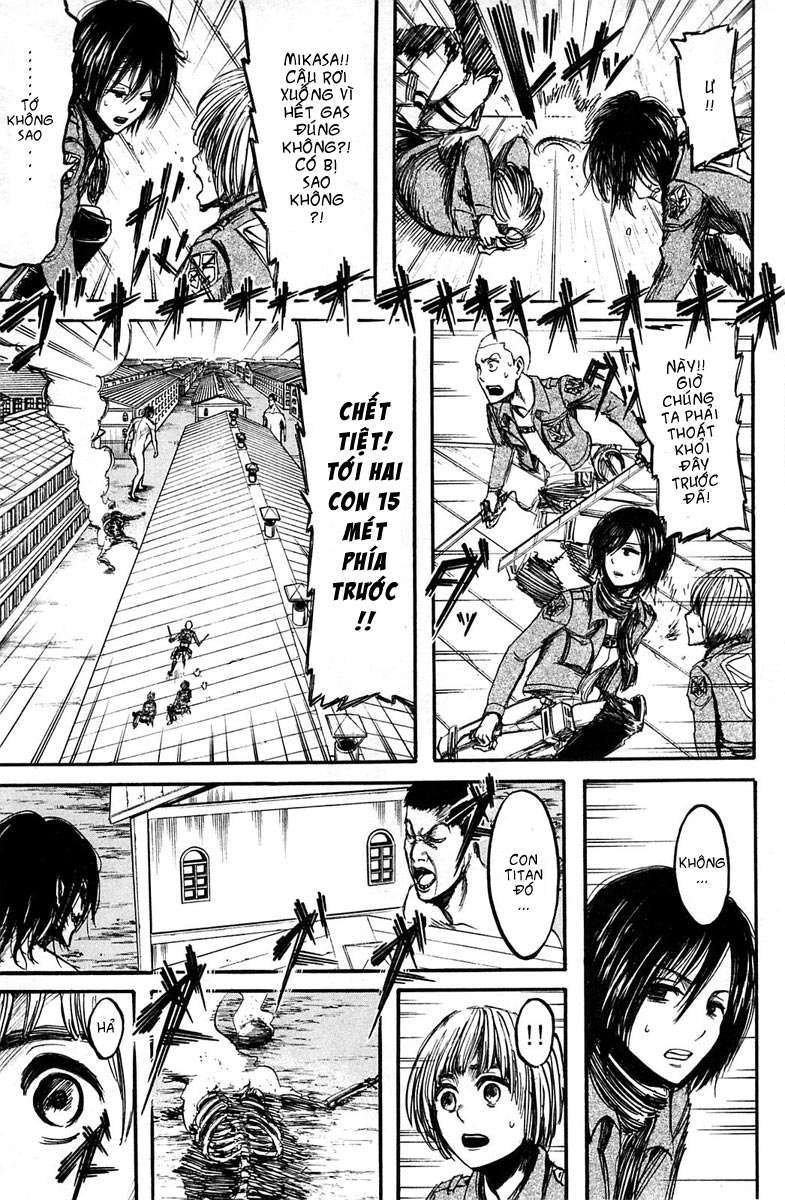 Ư
!!
MIKASA!!
CẬU RƠI
XUỐNG VÌ
HẾT GAS
ĐÚNG
KHÔNG?!
CÓ BỊ
SAO
KHÔNG
?!
......
TỚ
KHÔNG
SAO
....
NÀY!!
GIỜ
CHÚNG
TA PHẢI
THOÁT
KHỎI
ĐÂY
TRƯỚC
ĐÃ!
CHẾT
TIỆT!
TỚI HAI
CON 15
MÉT
PHÍA
TRƯỚC
!!
KHÔNG
...
CON
TITAN
ĐÓ
...
!!
HẢ